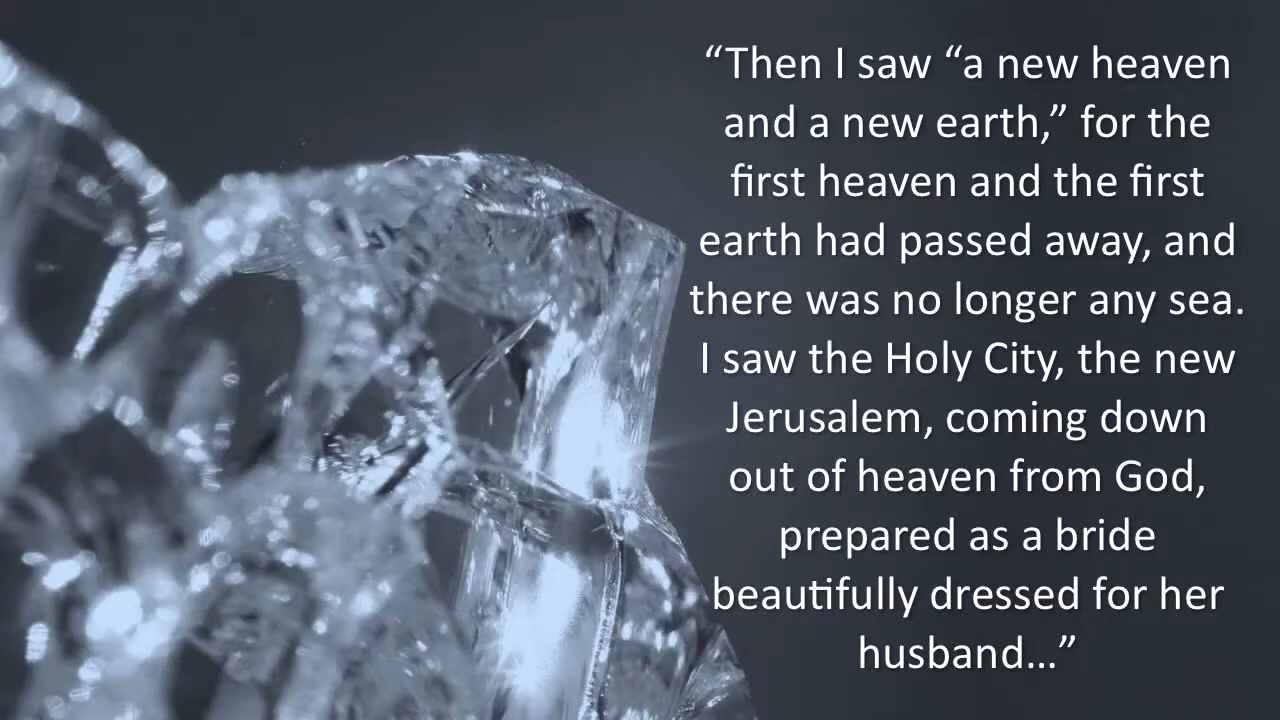 “Then I saw “a new heaven
and a new earth,” for the
first heaven and the first
earth had passed away, and
there was no longer any sea.
I saw the Holy City, the new
Jerusalem, coming down
out of heaven from God,
prepared as a bride
beautifully dressed for her
husband...”